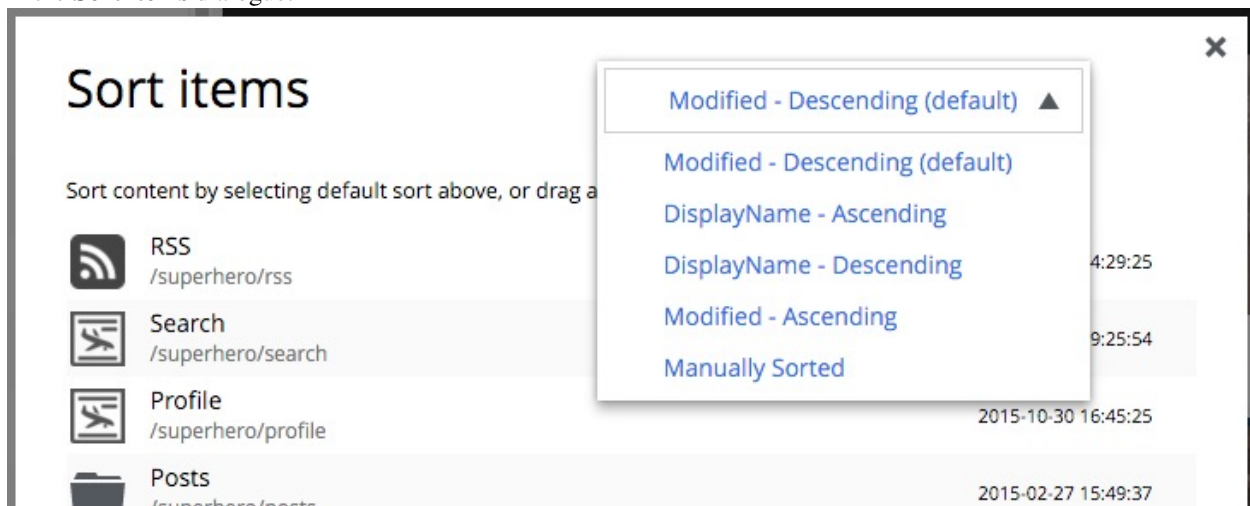 Sort items
Modified - Descending (default)
Modified - Descending (default)
DisplayName - Ascending
DisplayName - Descending
Modified - Ascending
Manually Sorted
Sort content by selecting default sort above, or drag a
RSS
/superhero/rss
4:29:25
Search
/superhero/search
9:25:54
Profile
/superhero/profile
2015-10-30 16:45:25
Posts
/superhero/posts
2015-02-27 15:49:37